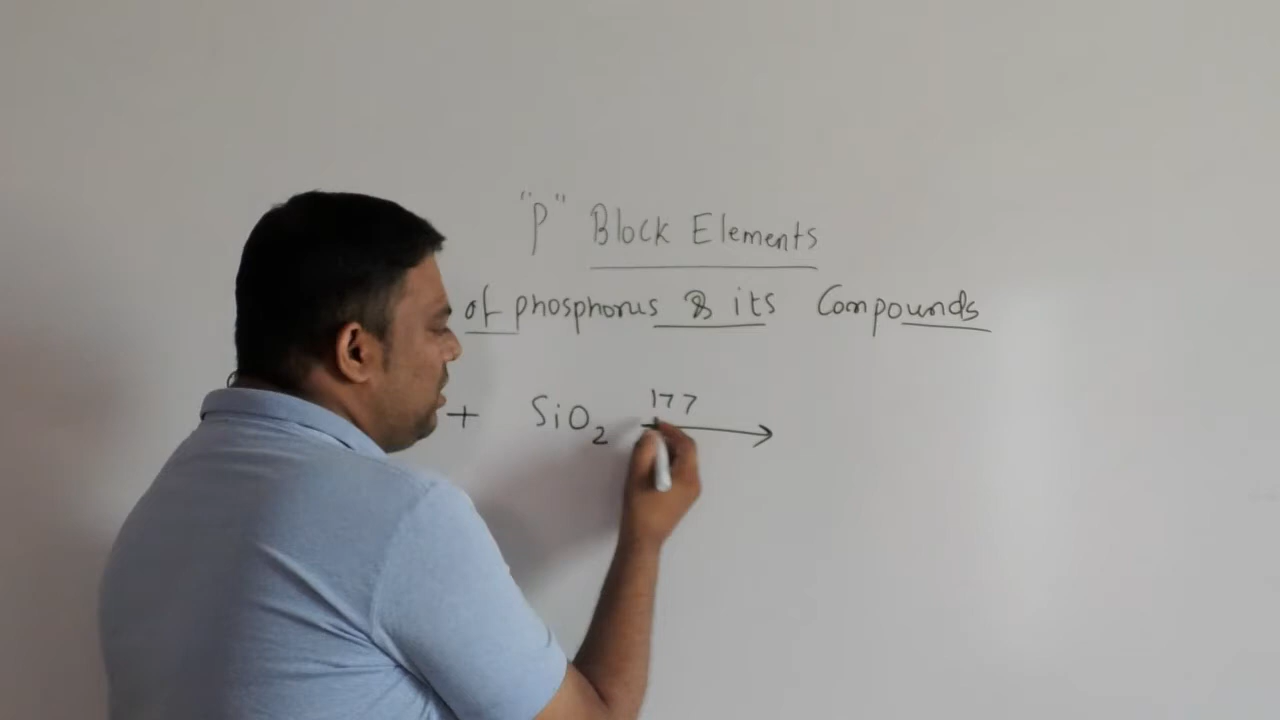 "p" Block Elements
of phosphorus & its Compounds
+ SiO2 177